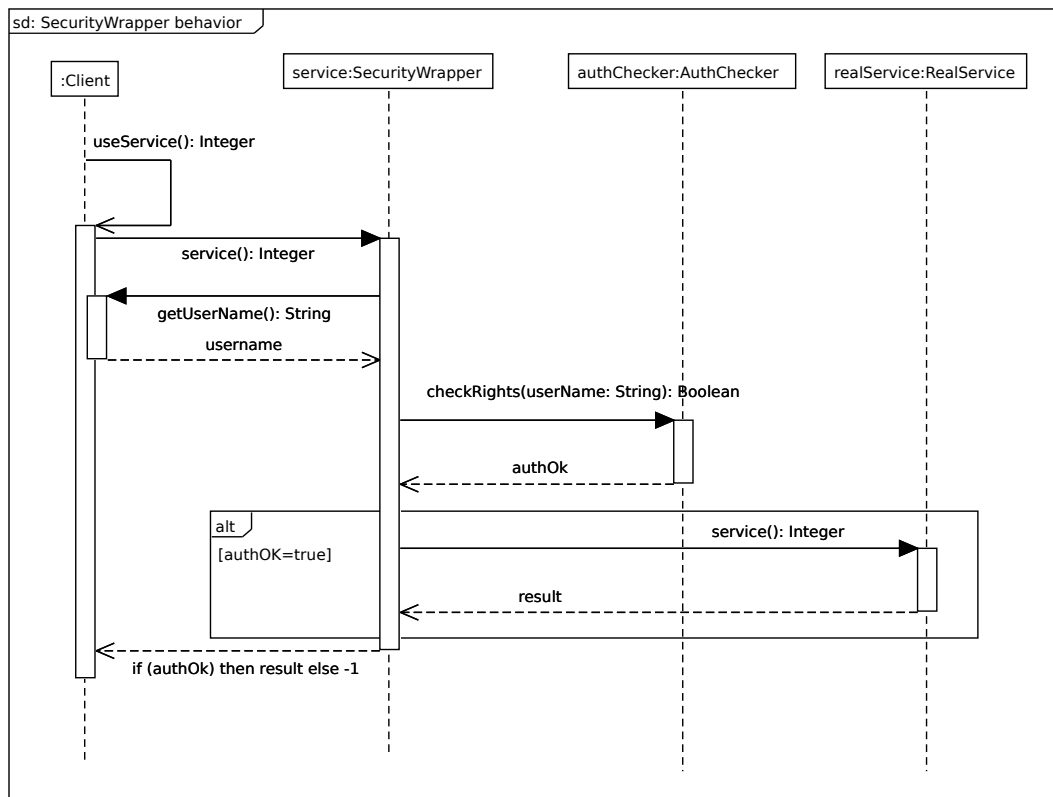 sd: SecurityWrapper behavior
:Client
service:SecurityWrapper
authChecker:AuthChecker
realService:RealService
useService(): Integer
service(): Integer
getUserName(): String
username
checkRights(userName: String): Boolean
authOk
alt
service(): Integer
[authOK=true]
result
if (authOk) then result else -1